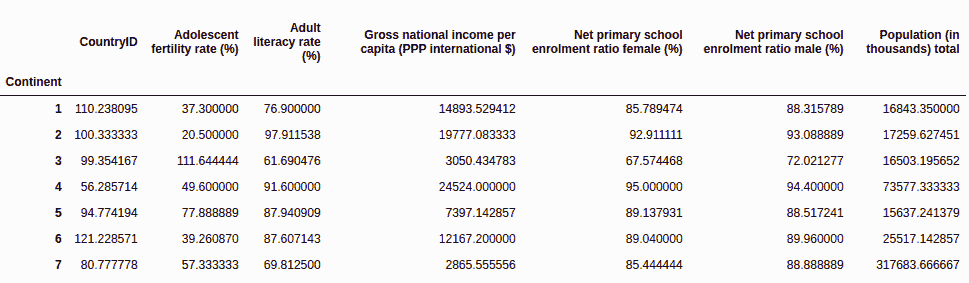 CountryID Adolescent fertility rate (%) Adult literacy rate (%) Gross national income per capita (PPP international $) Net primary school enrolment ratio female (%) Net primary school enrolment ratio male (%) Population (in thousands) total
Continent
1 110.238095 37.300000 76.900000 14893.529412 85.789474 88.315789 16843.350000
2 100.333333 20.500000 97.911538 19777.083333 92.911111 93.088889 17259.627451
3 99.354167 111.644444 61.690476 3050.434783 67.574468 72.021277 16503.195652
4 56.285714 49.600000 91.600000 24524.000000 95.000000 94.400000 73577.333333
5 94.774194 77.888889 87.940909 7397.142857 89.137931 88.517241 15637.241379
6 121.228571 39.260870 87.607143 12167.200000 89.040000 89.960000 25517.142857
7 80.777778 57.333333 69.812500 2865.555556 85.444444 88.888889 317683.666667